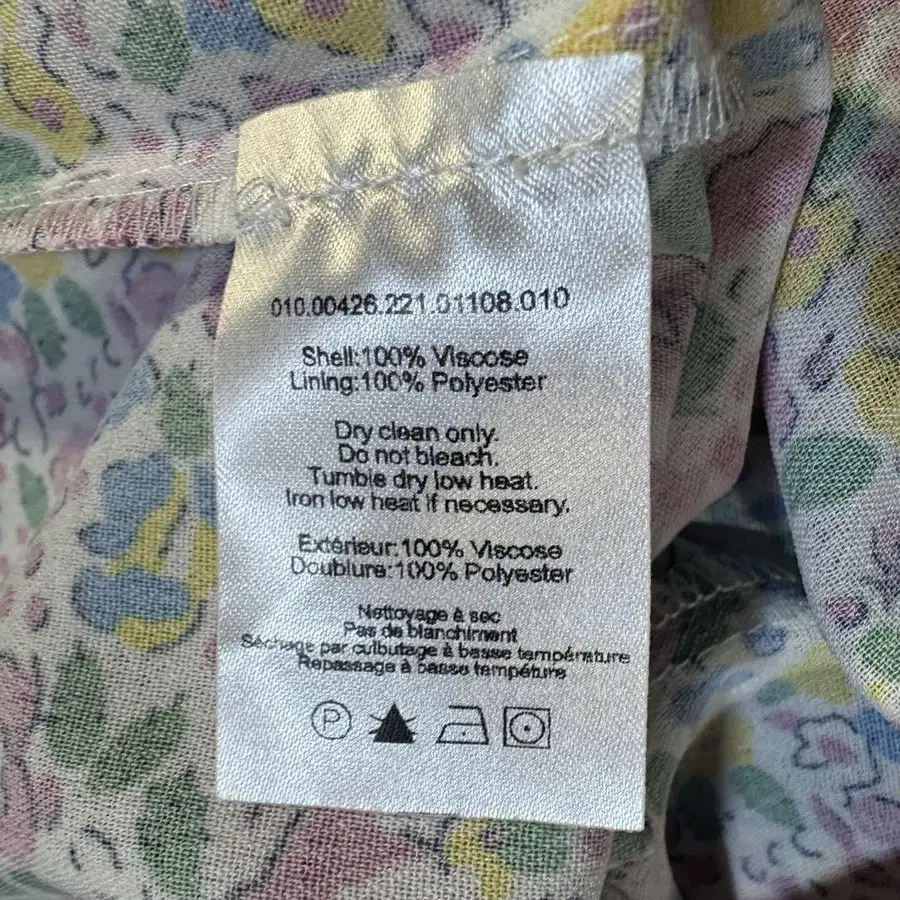 010.00426.221.01108.010
Shell:100% Viscose
Lining:100% Polyester
Dry clean only.
Do not bleach.
Tumble dry low heat.
Iron low heat if necessary.
Extérieur:100% Viscose
Doublure:100% Polyester
Nettoyage à sec
Pas de blanchiment
Séchage par culbutage à basse température
Repassage à basse tempéture
P